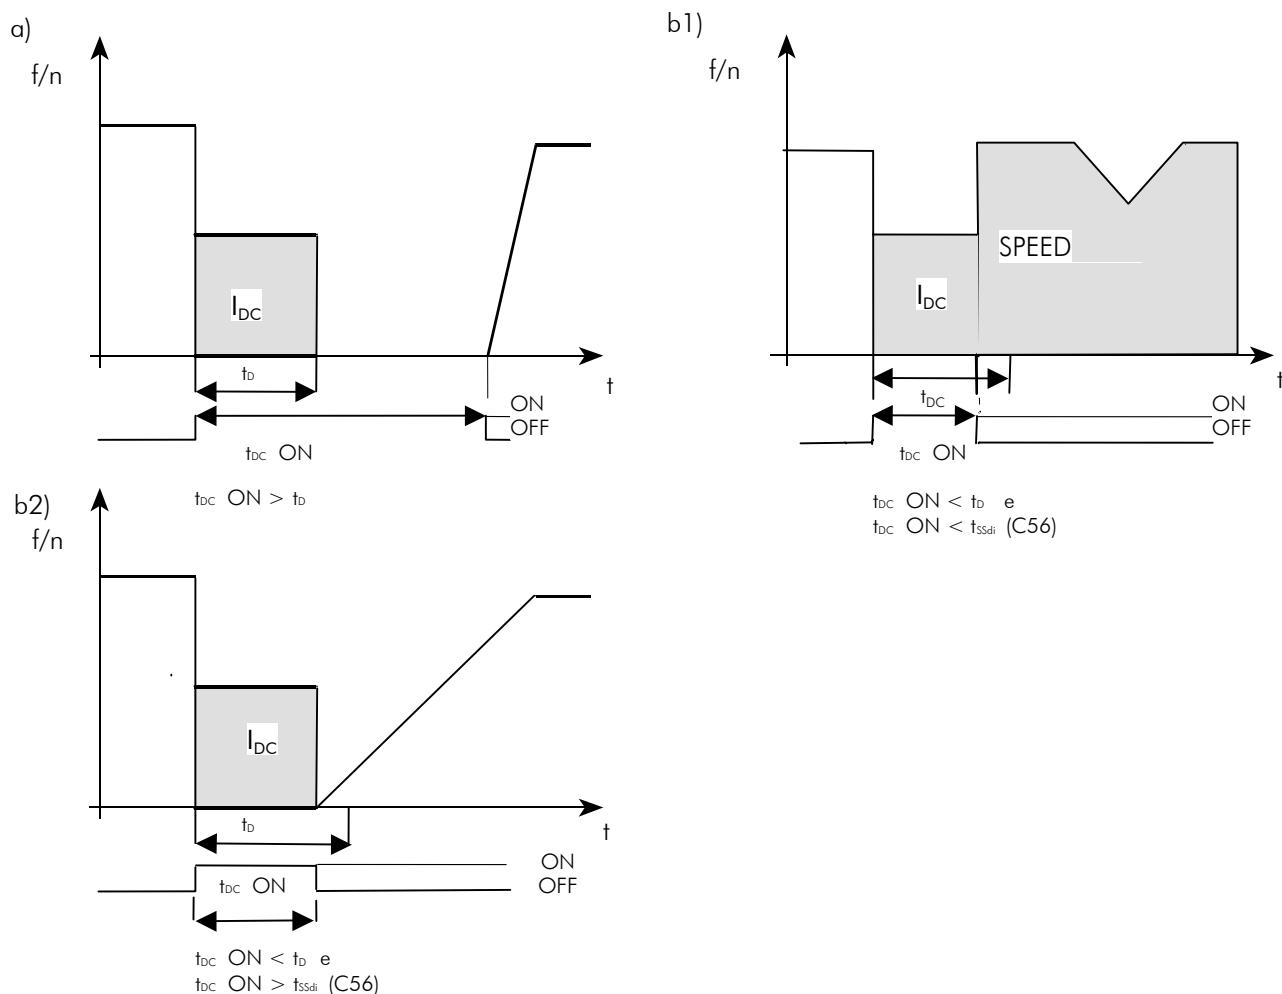 a)
f/n
I_DC
t_D
t
ON
OFF
t_DC ON
t_DC ON > t_D
b1)
f/n
SPEED
I_DC
t
t_DC
ON
OFF
t_DC ON
t_DC ON < t_D e
t_DC ON < t_SSdi (C56)
b2)
f/n
I_DC
t_D
t
ON
OFF
t_DC ON
t_DC ON < t_D e
t_DC ON > t_SSdi (C56)